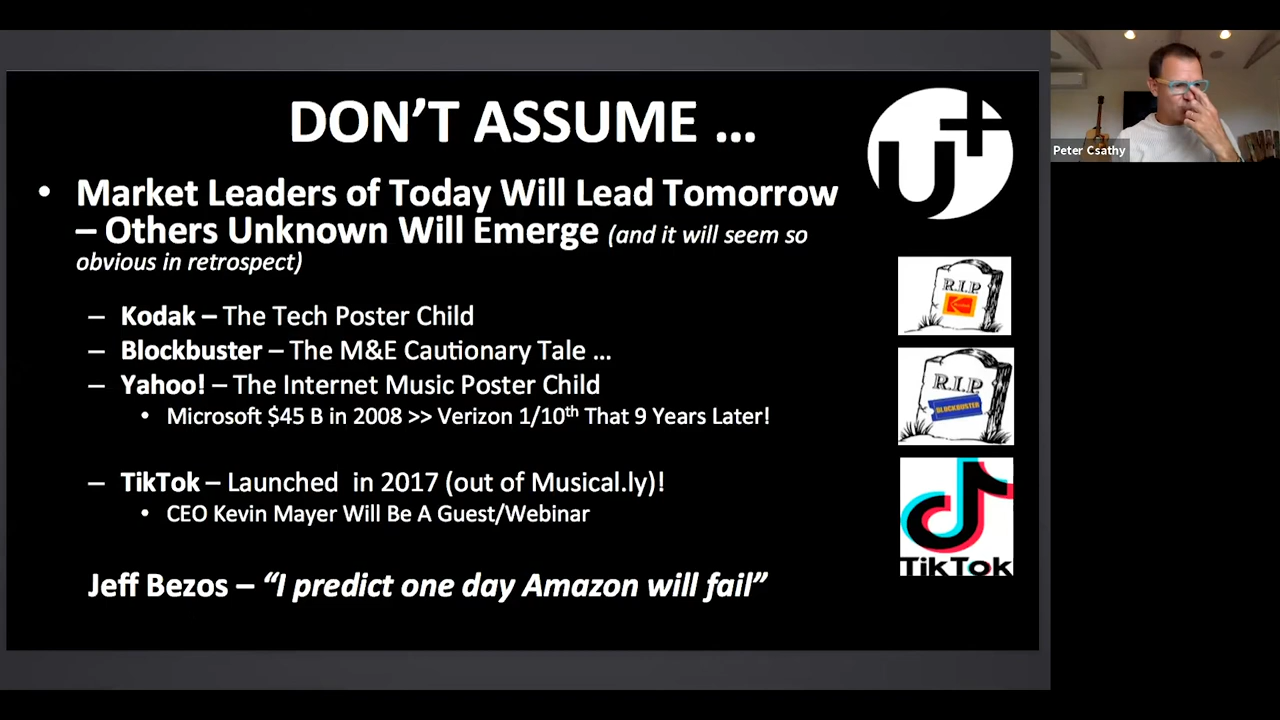 DON'T ASSUME ...
• Market Leaders of Today Will Lead Tomorrow
– Others Unknown Will Emerge (and it will seem so
obvious in retrospect)
– Kodak – The Tech Poster Child
– Blockbuster – The M&E Cautionary Tale ...
– Yahoo! – The Internet Music Poster Child
• Microsoft $45 B in 2008 >> Verizon 1/10th That 9 Years Later!
– TikTok – Launched in 2017 (out of Musical.ly)!
• CEO Kevin Mayer Will Be A Guest/Webinar
Jeff Bezos – “I predict one day Amazon will fail”
U+
R.I.P.
R.I.P.
BLOCKBUSTER
TikTok
Peter Csathy